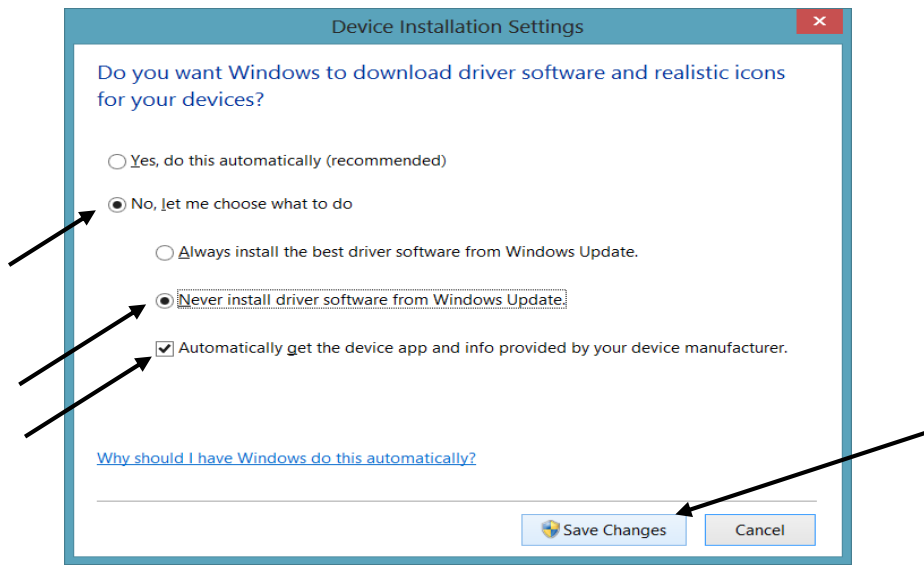 Device Installation Settings
Do you want Windows to download driver software and realistic icons
for your devices?
Yes, do this automatically (recommended)
No, let me choose what to do
Always install the best driver software from Windows Update.
Never install driver software from Windows Update.
Automatically get the device app and info provided by your device manufacturer.
Why should I have Windows do this automatically?
Save Changes
Cancel